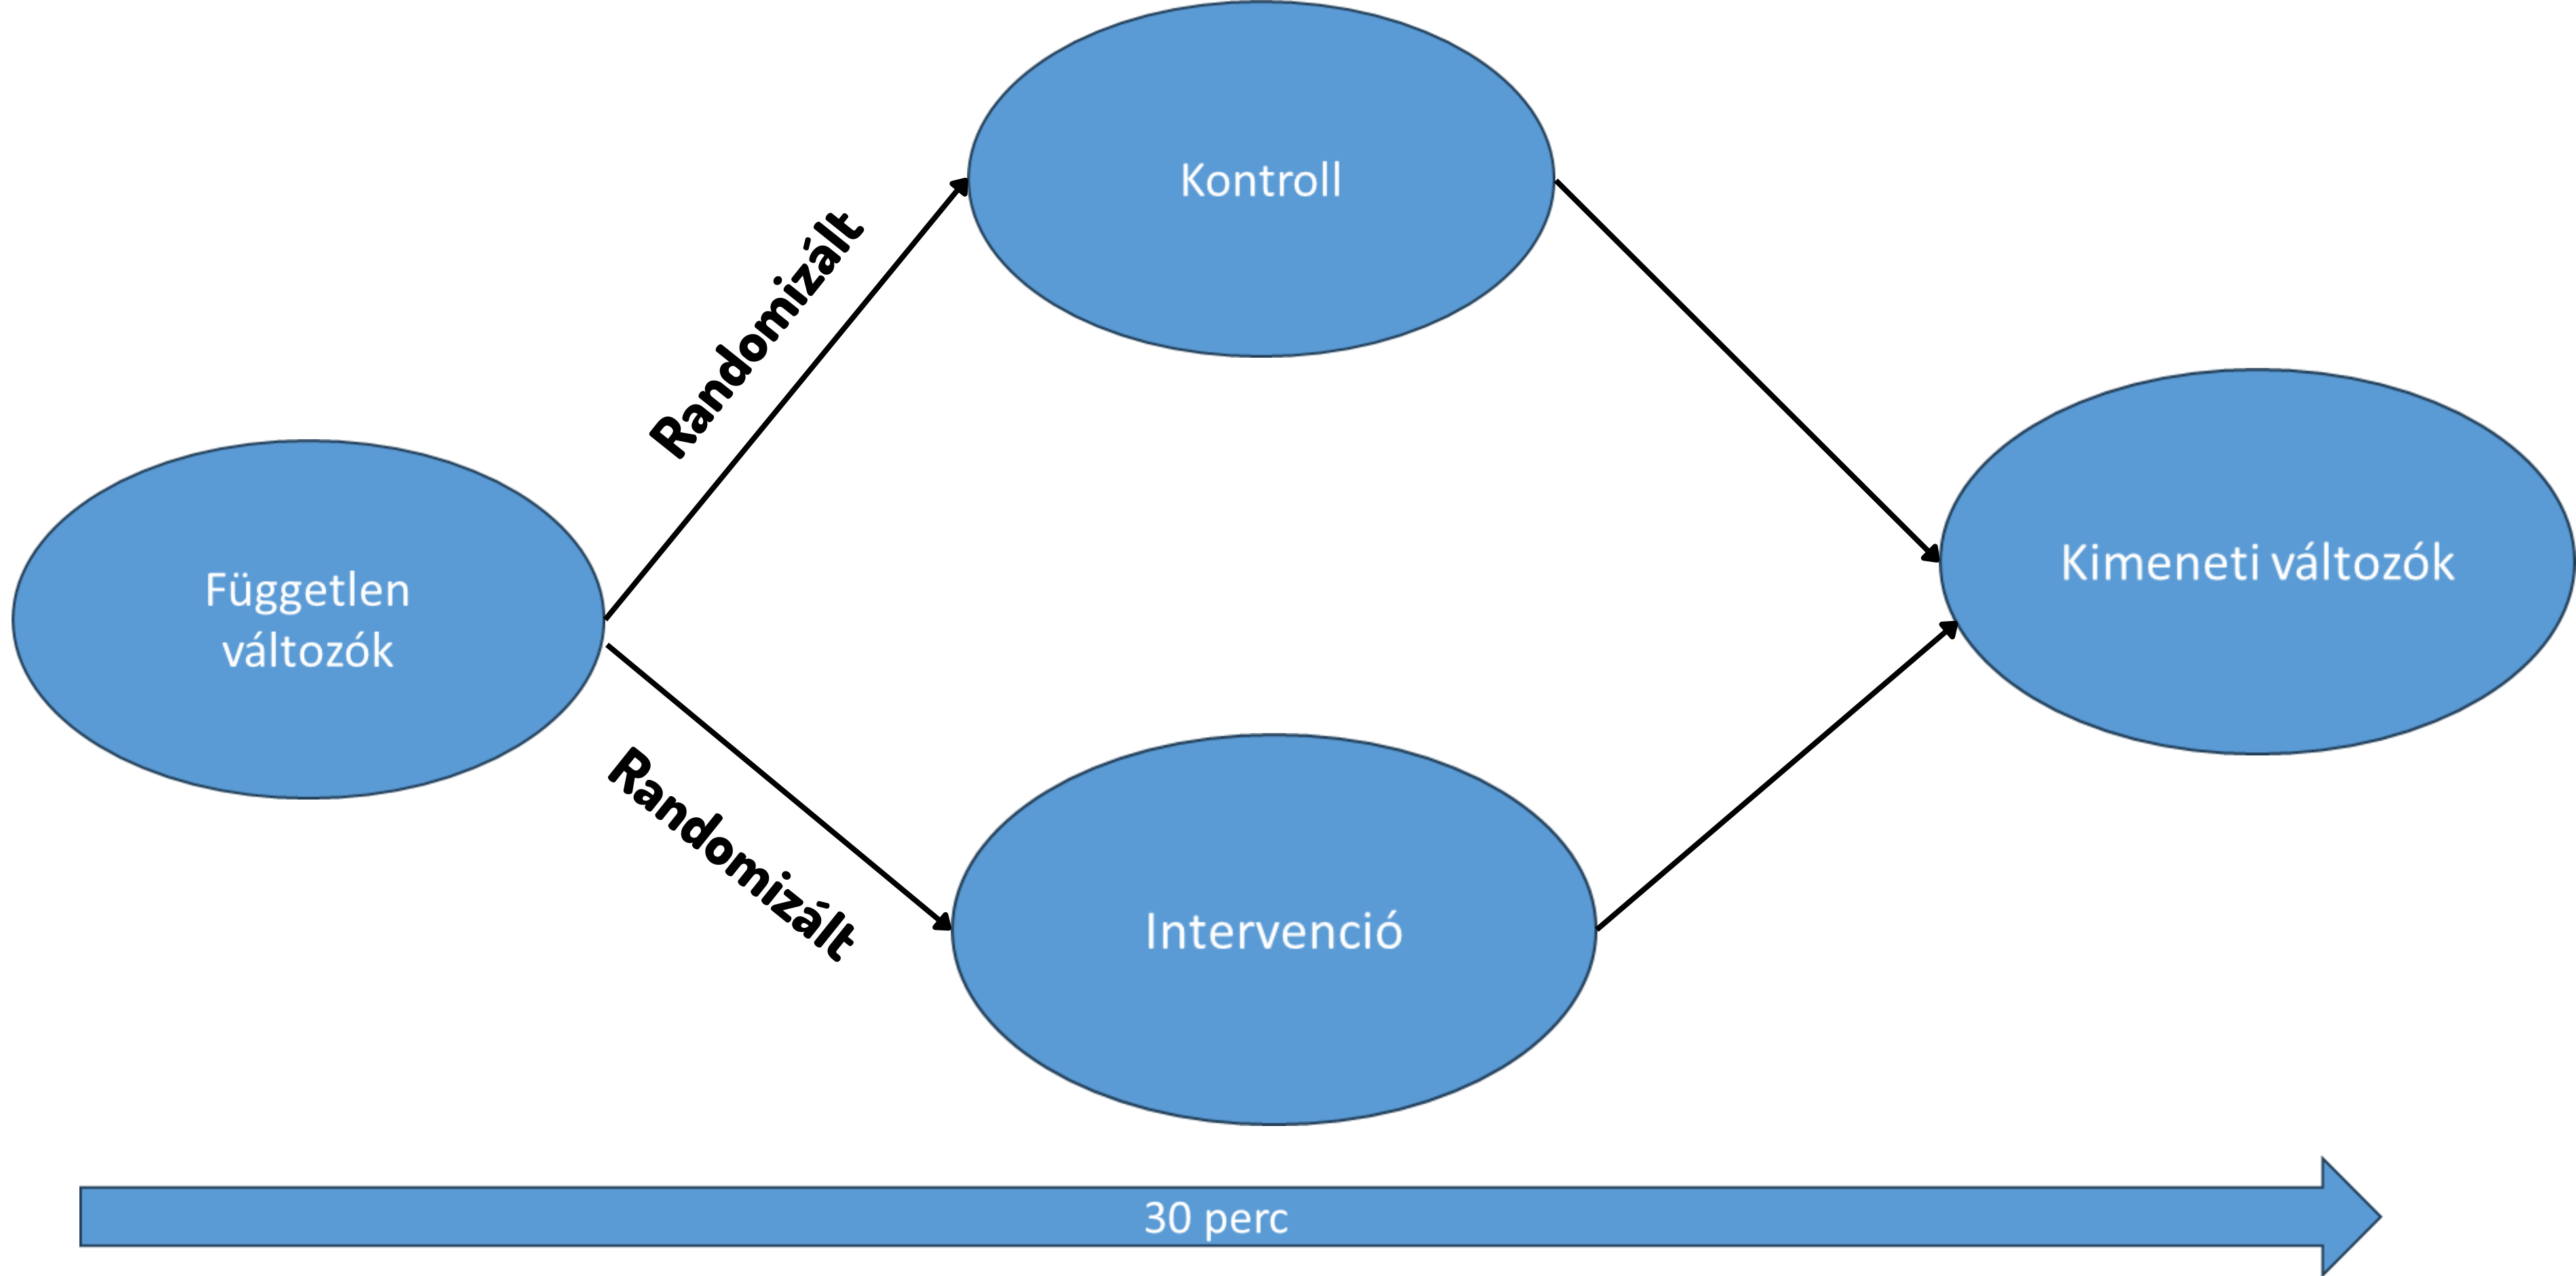 Kontroll
Randomizált
Független
változók
Kimeneti változók
Randomizált
Intervenció
30 perc